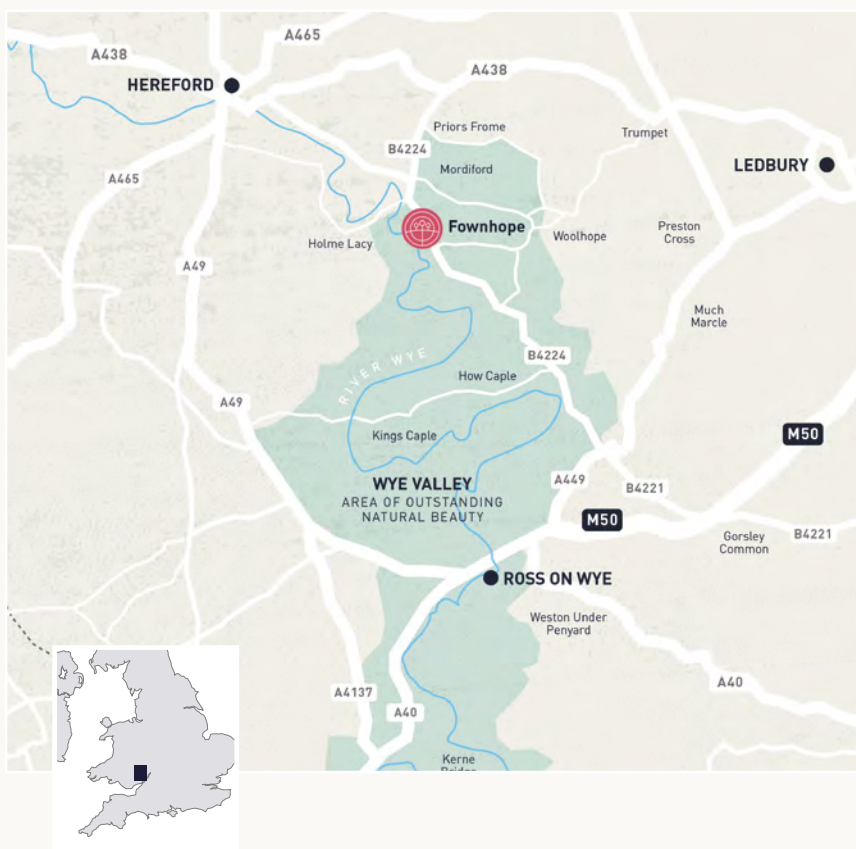 A465
A438
A438
HEREFORD
Priors Frome
Trumpet
B4224
Mordiford
LEDBURY
A465
Fownhope
Holme Lacy
Woolhope
Preston
Cross
A49
Much
Marcle
RIVER WYE
B4224
How Caple
A49
Kings Caple
M50
WYE VALLEY
AREA OF OUTSTANDING
NATURAL BEAUTY
A449
B4221
M50
Gorsley
Common
B4221
ROSS ON WYE
Weston Under
Penyard
A4137
A40
A40
Kerne
Bridge